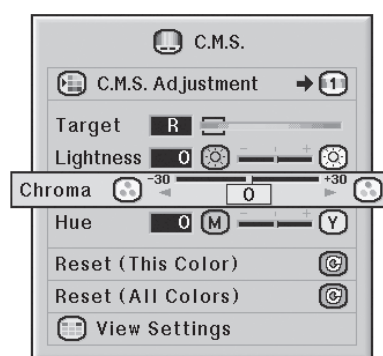 C.M.S.
C.M.S. Adjustment 1
Target R
Lightness 0 - +
Chroma -30 0 +30
Hue 0 M - + Y
Reset (This Color)
Reset (All Colors)
View Settings